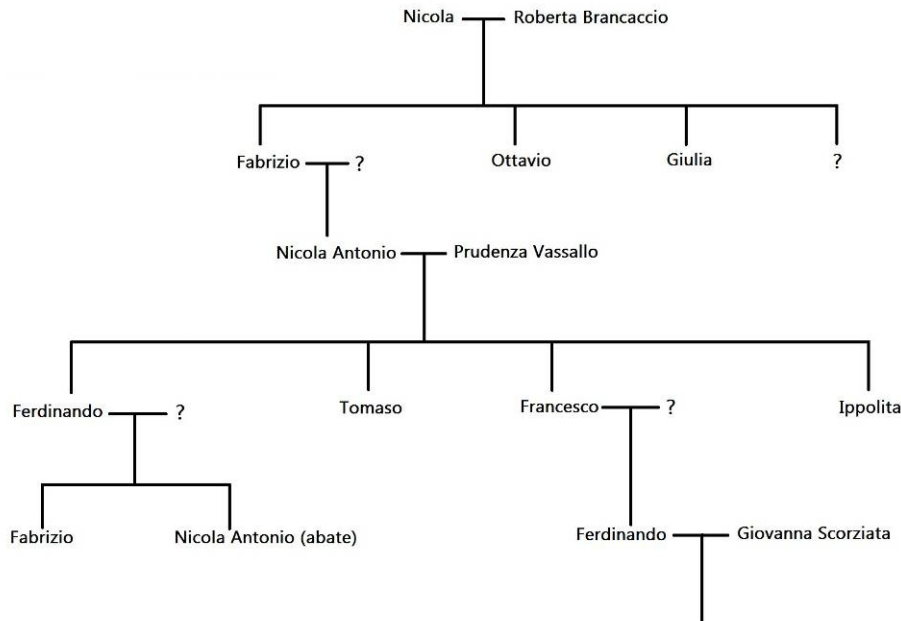 Nicola Roberta Brancaccio
Fabrizio ? Ottavio Giulia ?
Nicola Antonio Prudenza Vassallo
Ferdinando ? Tomaso Francesco ? Ippolita
Fabrizio Nicola Antonio (abate) Ferdinando Giovanna Scorziata